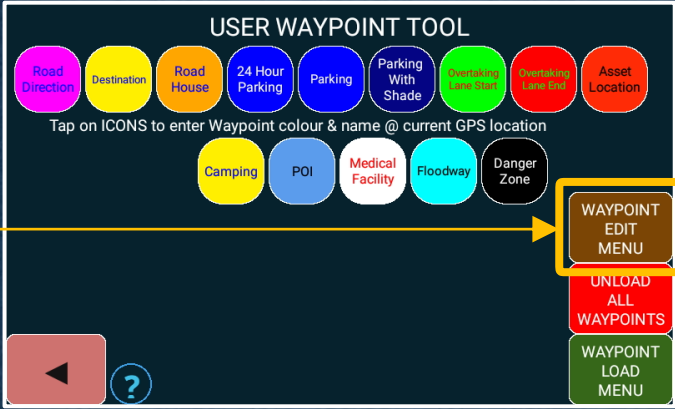 USER WAYPOINT TOOL
Road
Direction
Destination
Road
House
24 Hour
Parking
Parking
Parking
With
Shade
Overtaking
Lane Start
Overtaking
Lane End
Asset
Location
Tap on ICONS to enter Waypoint colour & name @ current GPS location
Camping
POI
Medical
Facility
Floodway
Danger
Zone
WAYPOINT
EDIT
MENU
UNLOAD
ALL
WAYPOINTS
WAYPOINT
LOAD
MENU
?